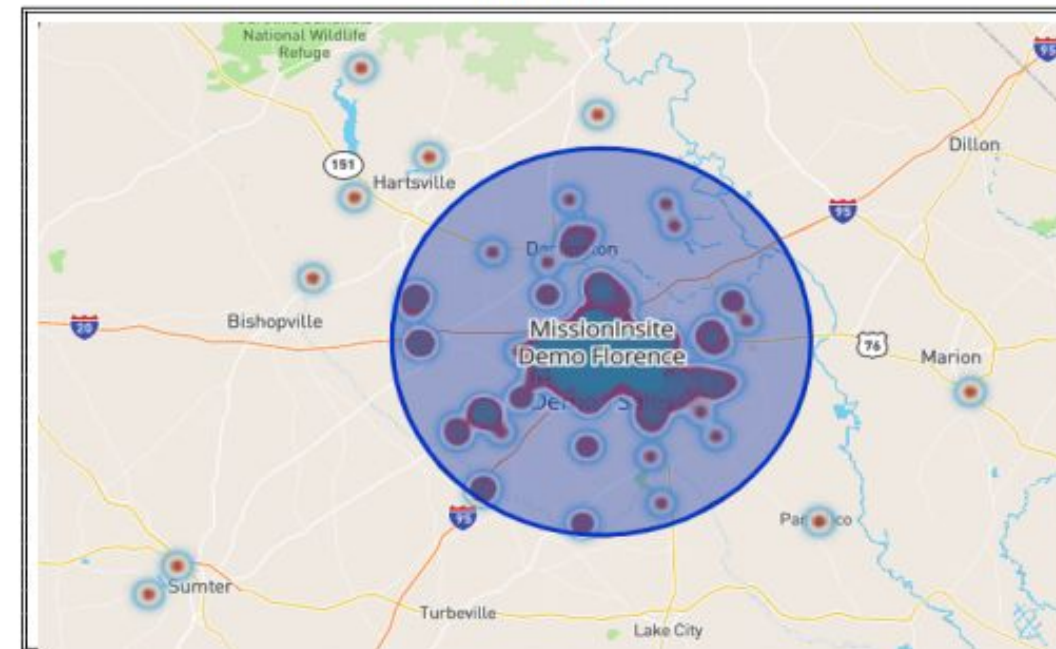 National Wildlife
Refuge
95
Dillon
151
Hartsville
95
20
Bishopville
MissionInsite
Demo Florence
76
Marion
95
Sumter
Turbeville
Lake City